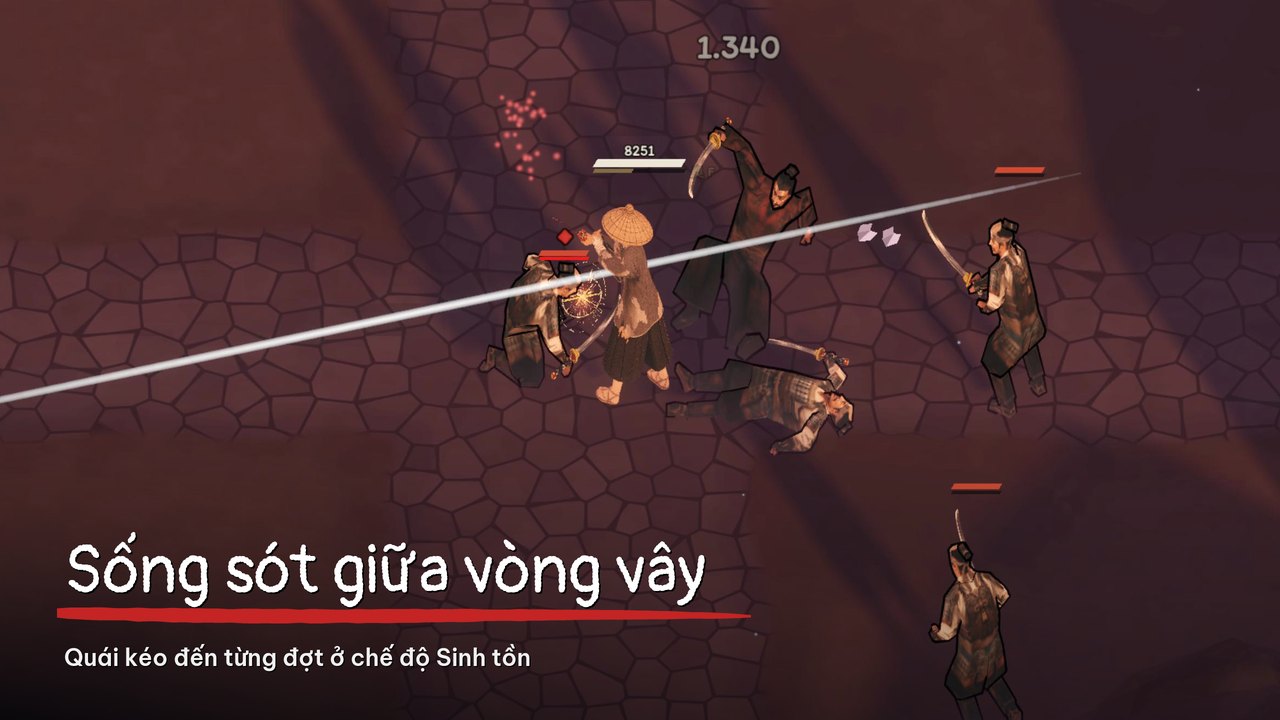 1.340
8251
Sống sót giữa vòng vây
Quái kéo đến từng đợt ở chế độ Sinh tồn